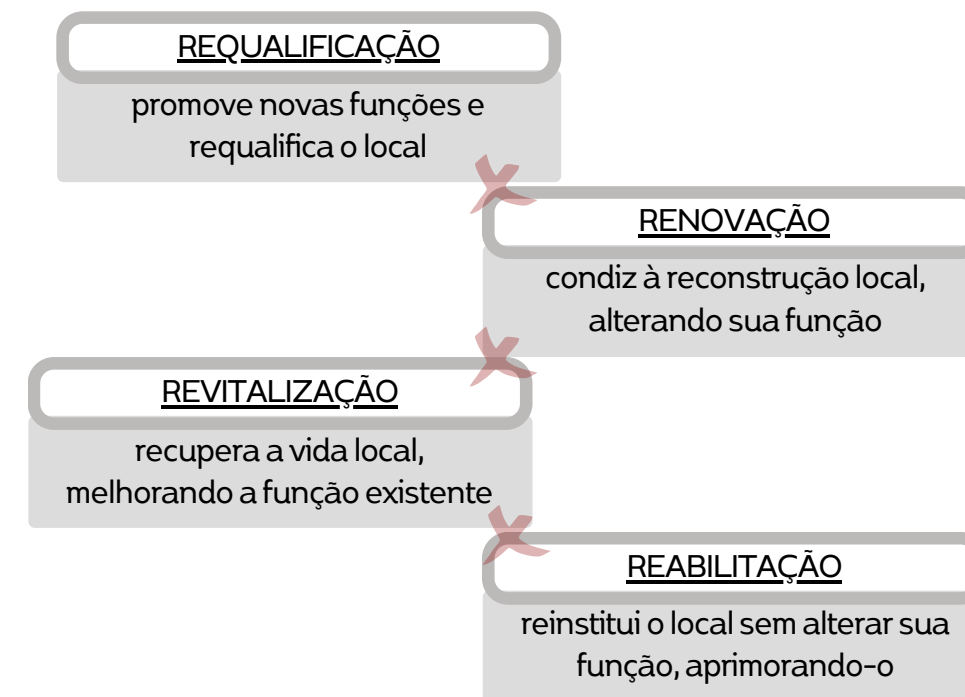 REQUALIFICAÇÃO
promove novas funções e
requalifica o local
RENOVAÇÃO
condiz à reconstrução local,
alterando sua função
REVITALIZAÇÃO
recupera a vida local,
melhorando a função existente
REABILITAÇÃO
reinstitui o local sem alterar sua
função, aprimorando-o